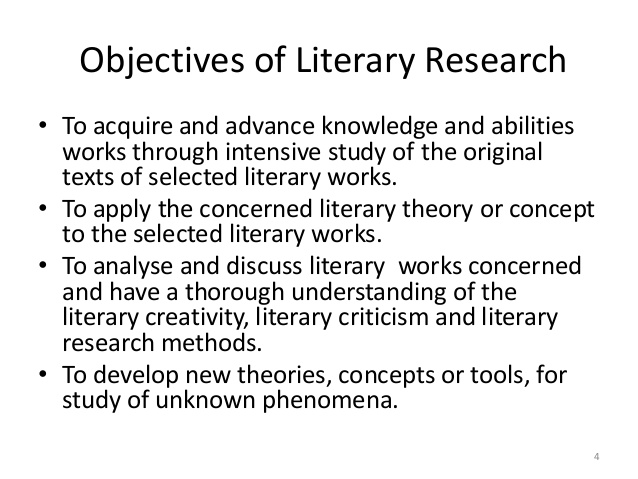 Objectives of Literary Research
• To acquire and advance knowledge and abilities
works through intensive study of the original
texts of selected literary works.
• To apply the concerned literary theory or concept
to the selected literary works.
• To analyse and discuss literary  works concerned
and have a thorough understanding of the
literary creativity, literary criticism and literary
research methods.
• To develop new theories, concepts or tools, for
study of unknown phenomena.
4